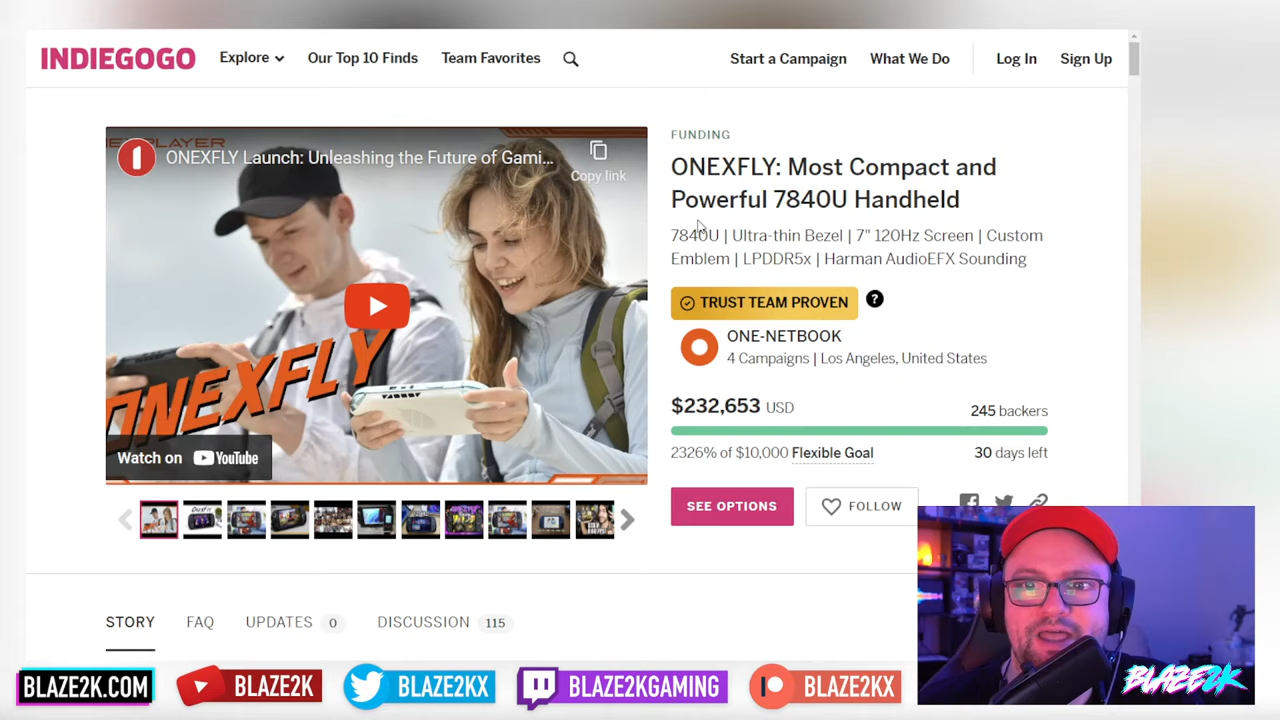 INDIEGOGO
Explore
Our Top 10 Finds
Team Favorites
Start a Campaign
What We Do
Log In
Sign Up
ONEXFLY Launch: Unleashing the Future of Gami...
Copy link
ONEXFLY
Watch on YouTube
FUNDING
ONEXFLY: Most Compact and
Powerful 7840U Handheld
7840U | Ultra-thin Bezel | 7" 120Hz Screen | Custom
Emblem | LPDDR5x | Harman AudioEFX Sounding
TRUST TEAM PROVEN ?
ONE-NETBOOK
4 Campaigns | Los Angeles, United States
$232,653 USD
245 backers
2326% of $10,000 Flexible Goal
30 days left
SEE OPTIONS
FOLLOW
STORY
FAQ
UPDATES 0
DISCUSSION 115
BLAZE2K.COM
BLAZE2K
BLAZE2KX
BLAZE2KGAMING
BLAZE2KX
BLAZE2K